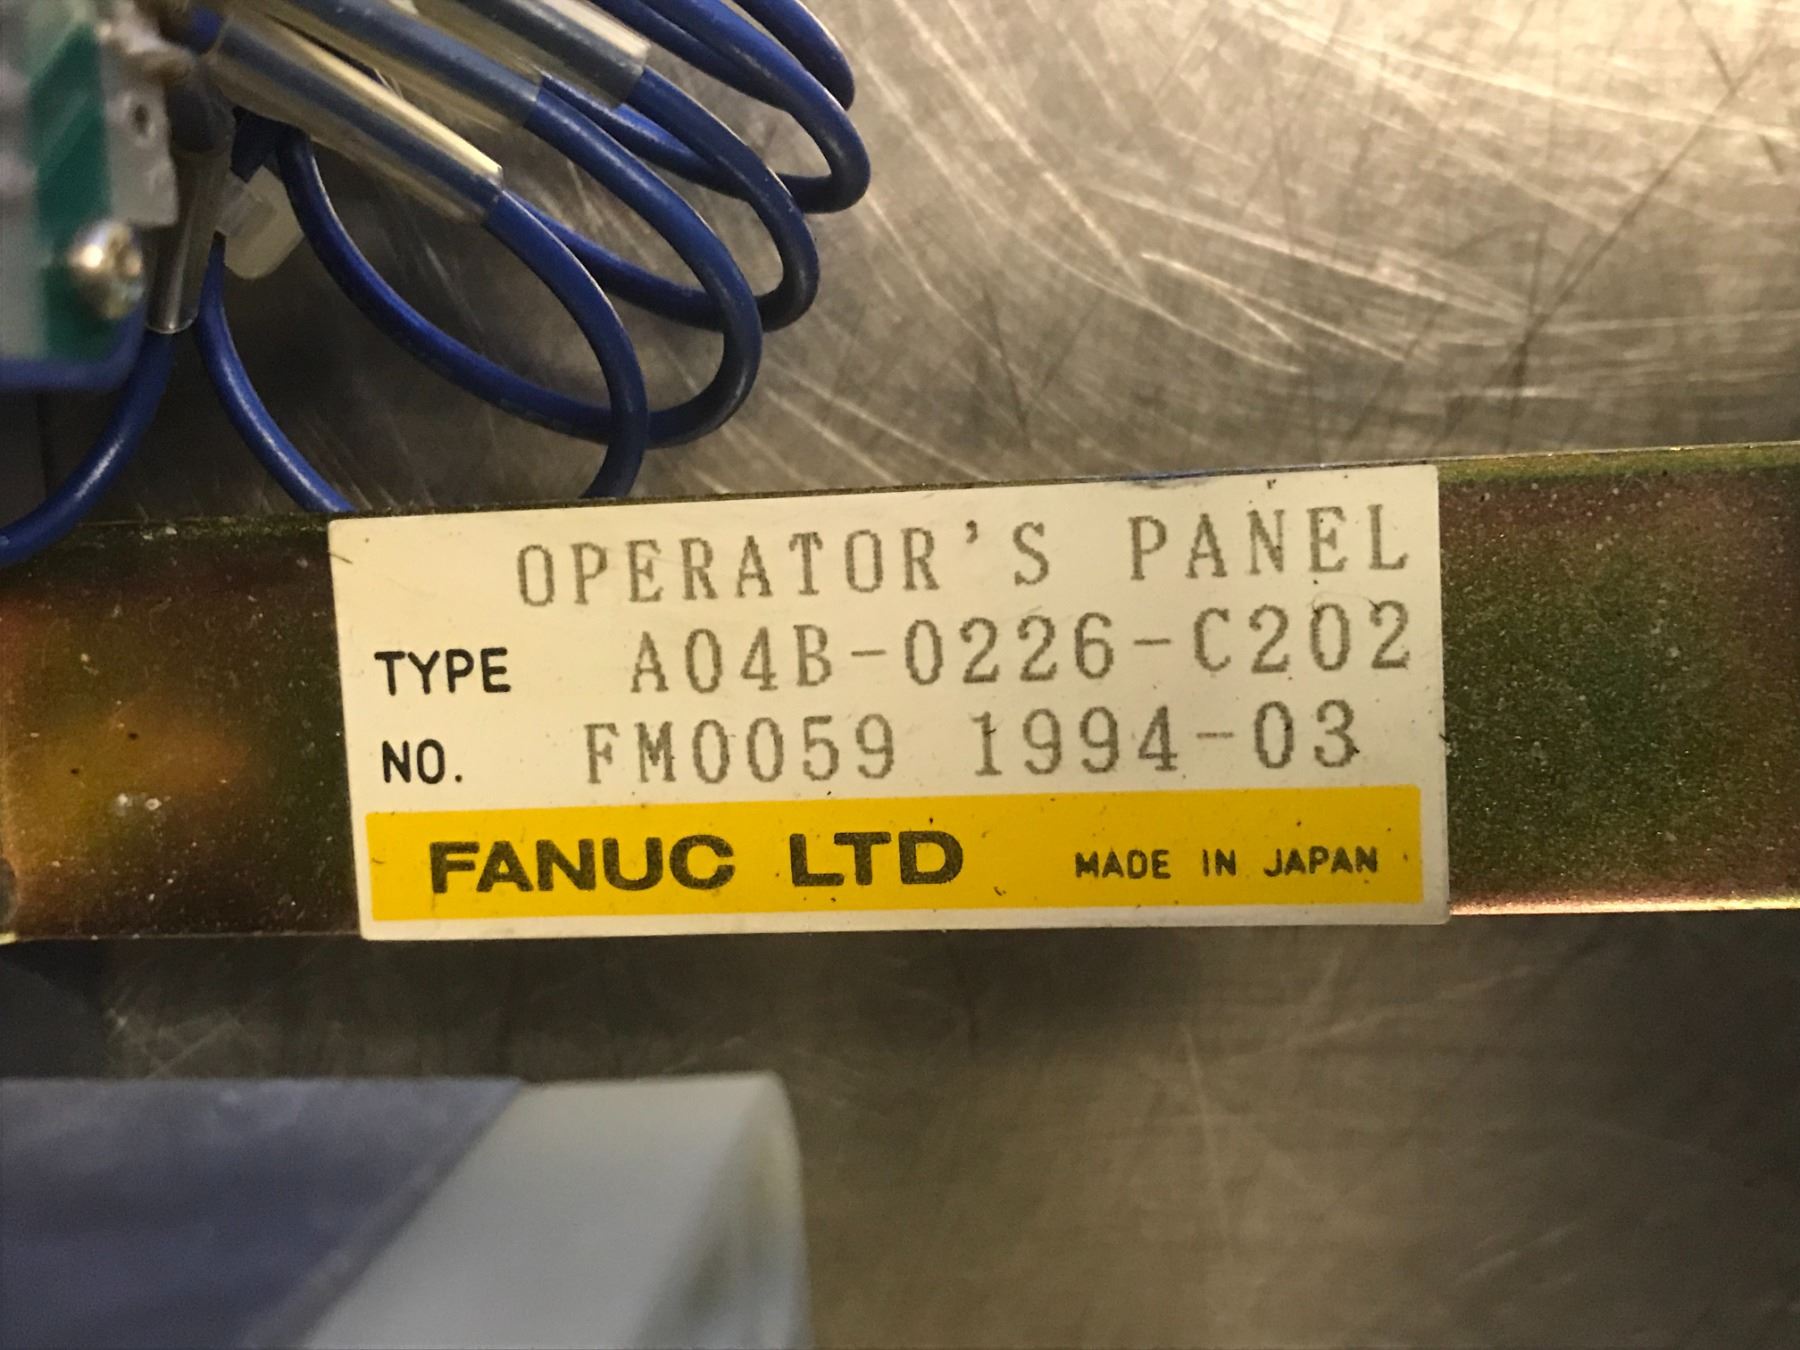 OPERATOR'S PANEL
TYPE A04B-0226-C202
NO. FM0059 1994-03
FANUC LTD MADE IN JAPAN